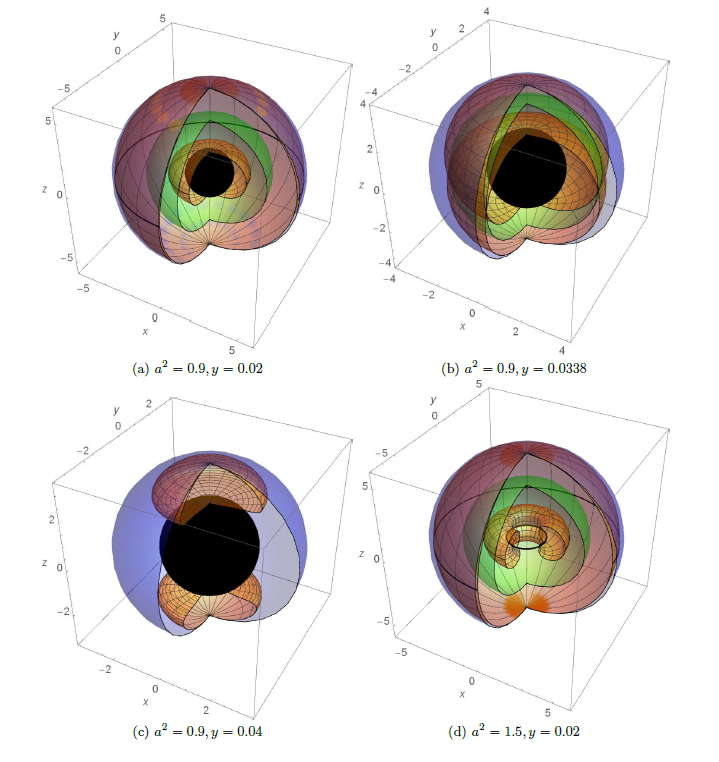 5
y
0
−5
5
z
0
−5
−5
0
x
5
(a) a² = 0.9, y = 0.02
4
2
y
0
−2
−4
4
2
z
0
−2
−4
−4
−2
0
x
2
4
(b) a² = 0.9, y = 0.0338
2
y
0
−2
2
z
0
−2
−2
0
x
2
(c) a² = 0.9, y = 0.04
5
y
0
−5
5
z
0
−5
−5
0
x
5
(d) a² = 1.5, y = 0.02